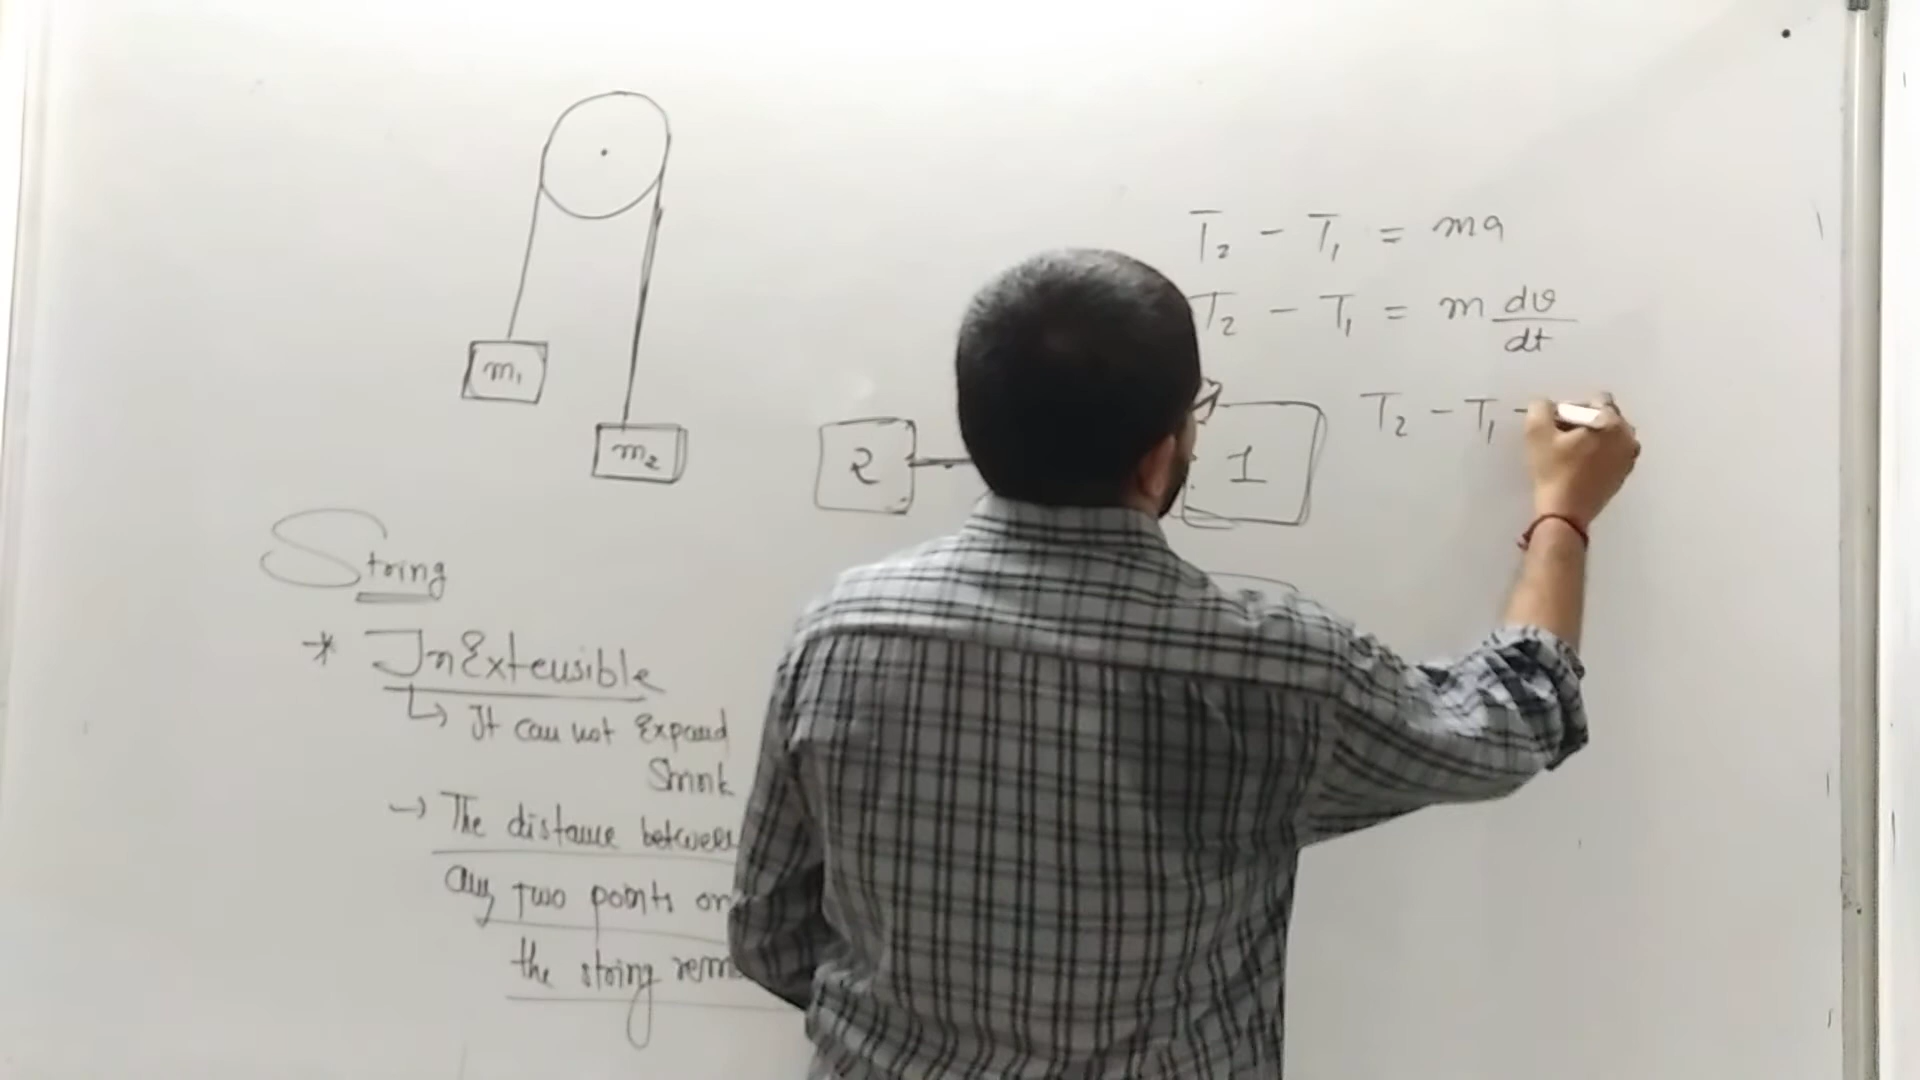 m₁
m₂
String
* InExtensible
↳ It can not Expand
Shrink
→ The distance between
any two points on
the string
2
1
T₂ - T₁ = ma
T₂ - T₁ = m dv/dt
T₂ - T₁